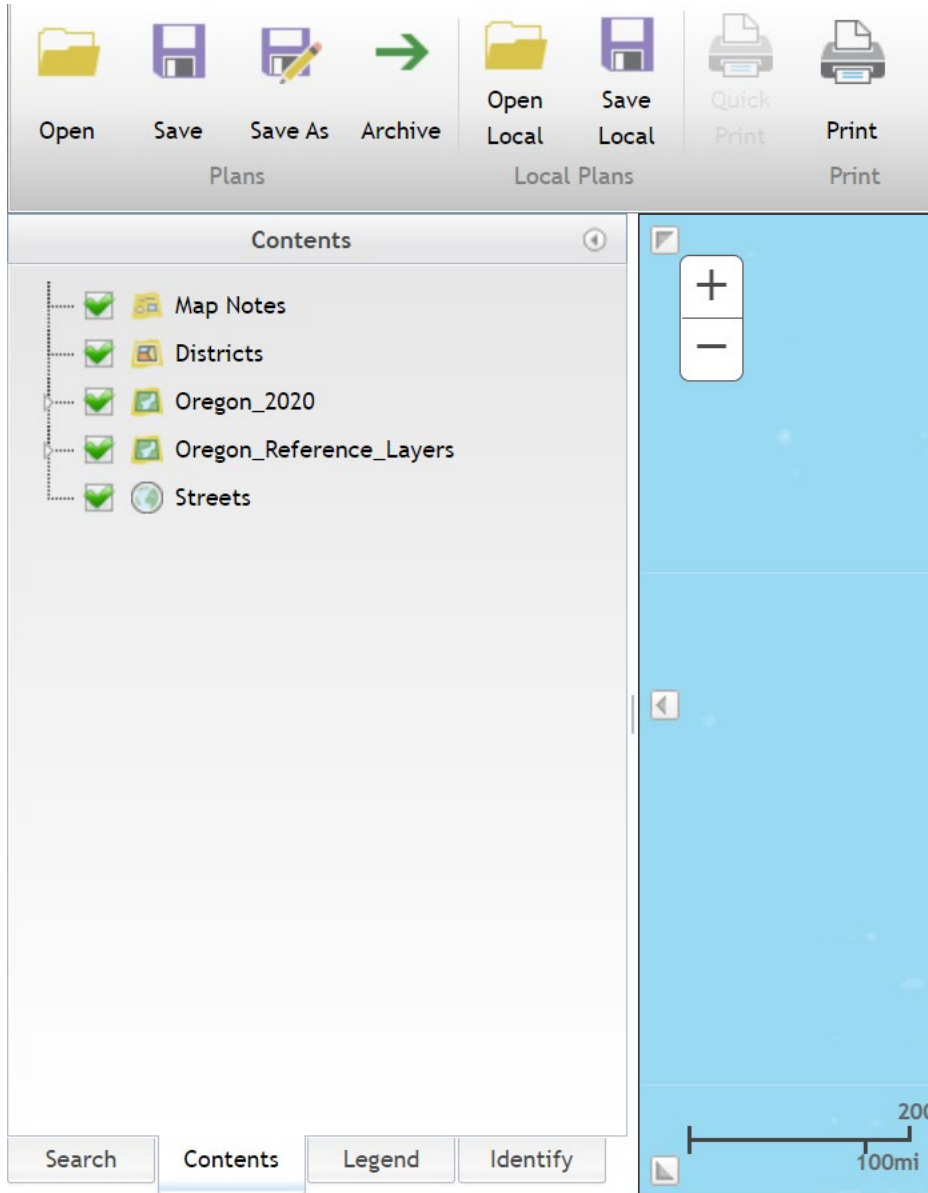 Open Save Save As Archive Open Local Save Local Quick Print Print
Plans Local Plans Print
Contents
Map Notes
Districts
Oregon_2020
Oregon_Reference_Layers
Streets
+
−
200
100mi
Search Contents Legend Identify